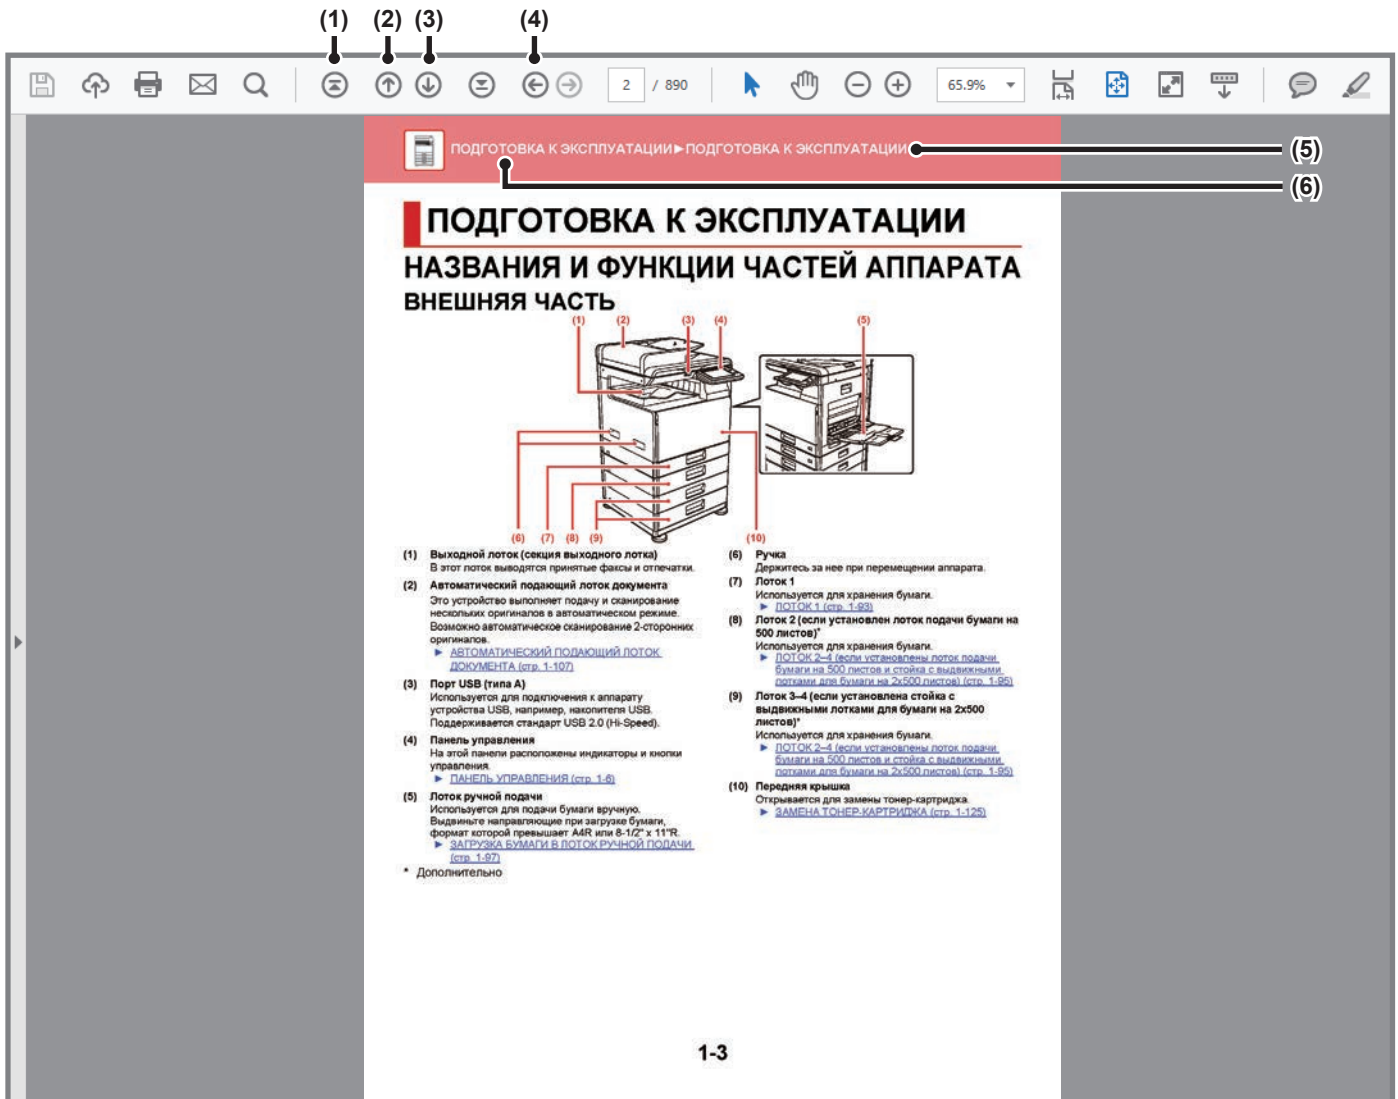 (1) (2) (3) (4)
2 / 890 65.9%
ПОДГОТОВКА К ЭКСПЛУАТАЦИИ►ПОДГОТОВКА К ЭКСПЛУАТАЦИИ
(5)
(6)
ПОДГОТОВКА К ЭКСПЛУАТАЦИИ
НАЗВАНИЯ И ФУНКЦИИ ЧАСТЕЙ АППАРАТА
ВНЕШНЯЯ ЧАСТЬ
(1) (2) (3) (4) (5)
(6) (7) (8) (9) (10)
(1) Выходной лоток (секция выходного лотка)
В этот лоток выводятся принятые факсы и отпечатки.
(2) Автоматический подающий лоток документа
Это устройство выполняет подачу и сканирование
нескольких оригиналов в автоматическом режиме.
Возможно автоматическое сканирование 2-сторонних
оригиналов.
► АВТОМАТИЧЕСКИЙ ПОДАЮЩИЙ ЛОТОК
ДОКУМЕНТА (стр. 1-107)
(3) Порт USB (типа A)
Используется для подключения к аппарату
устройства USB, например, накопителя USB.
Поддерживается стандарт USB 2.0 (Hi-Speed).
(4) Панель управления
На этой панели расположены индикаторы и кнопки
управления.
► ПАНЕЛЬ УПРАВЛЕНИЯ (стр. 1-6)
(5) Лоток ручной подачи
Используется для подачи бумаги вручную.
Выдвиньте направляющие при загрузке бумаги,
формат которой превышает A4R или 8-1/2" x 11"R.
► ЗАГРУЗКА БУМАГИ В ЛОТОК РУЧНОЙ ПОДАЧИ
(стр. 1-97)
* Дополнительно
(6) Ручка
Держитесь за нее при перемещении аппарата.
(7) Лоток 1
Используется для хранения бумаги.
► ЛОТОК 1 (стр. 1-93)
(8) Лоток 2 (если установлен лоток подачи бумаги на
500 листов)*
Используется для хранения бумаги.
► ЛОТОК 2–4 (если установлены лоток подачи
бумаги на 500 листов и стойка с выдвижными
лотками для бумаги на 2x500 листов) (стр. 1-95)
(9) Лоток 3–4 (если установлена стойка с
выдвижными лотками для бумаги на 2x500
листов)*
Используется для хранения бумаги.
► ЛОТОК 2–4 (если установлены лоток подачи
бумаги на 500 листов и стойка с выдвижными
лотками для бумаги на 2x500 листов) (стр. 1-95)
(10) Передняя крышка
Открывается для замены тонер-картриджа.
► ЗАМЕНА ТОНЕР-КАРТРИДЖА (стр. 1-125)
1-3